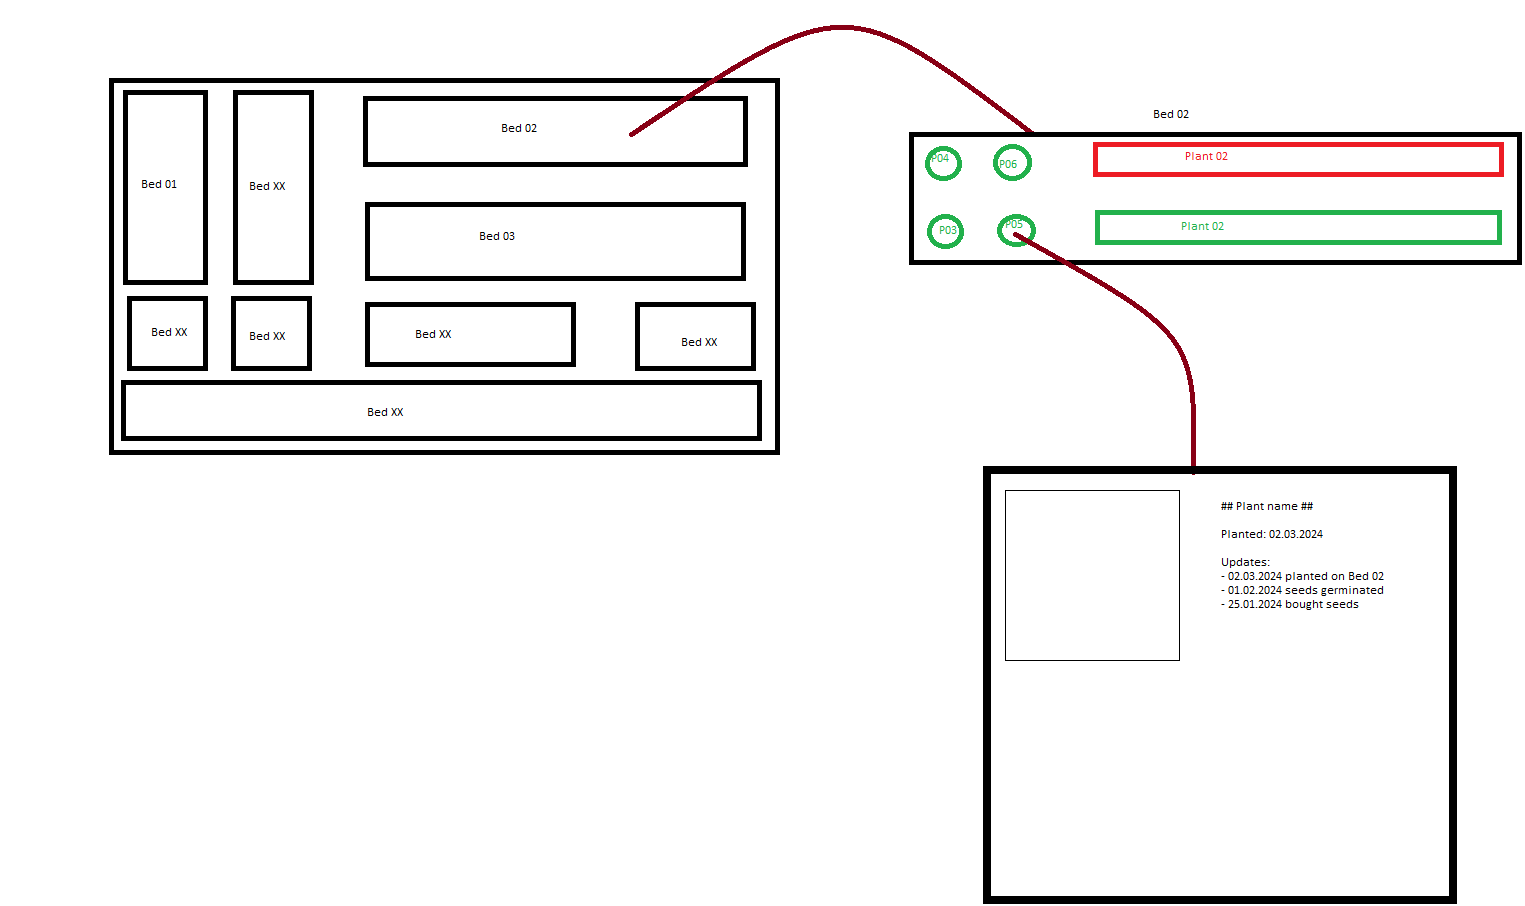 Bed 02
Bed 01
Bed XX
Bed 03
Bed XX
Bed XX
Bed XX
Bed XX
Bed XX
Bed 02
P04
P06
Plant 02
P03
P05
Plant 02
## Plant name ##
Planted: 02.03.2024
Updates:
- 02.03.2024 planted on Bed 02
- 01.02.2024 seeds germinated
- 25.01.2024 bought seeds